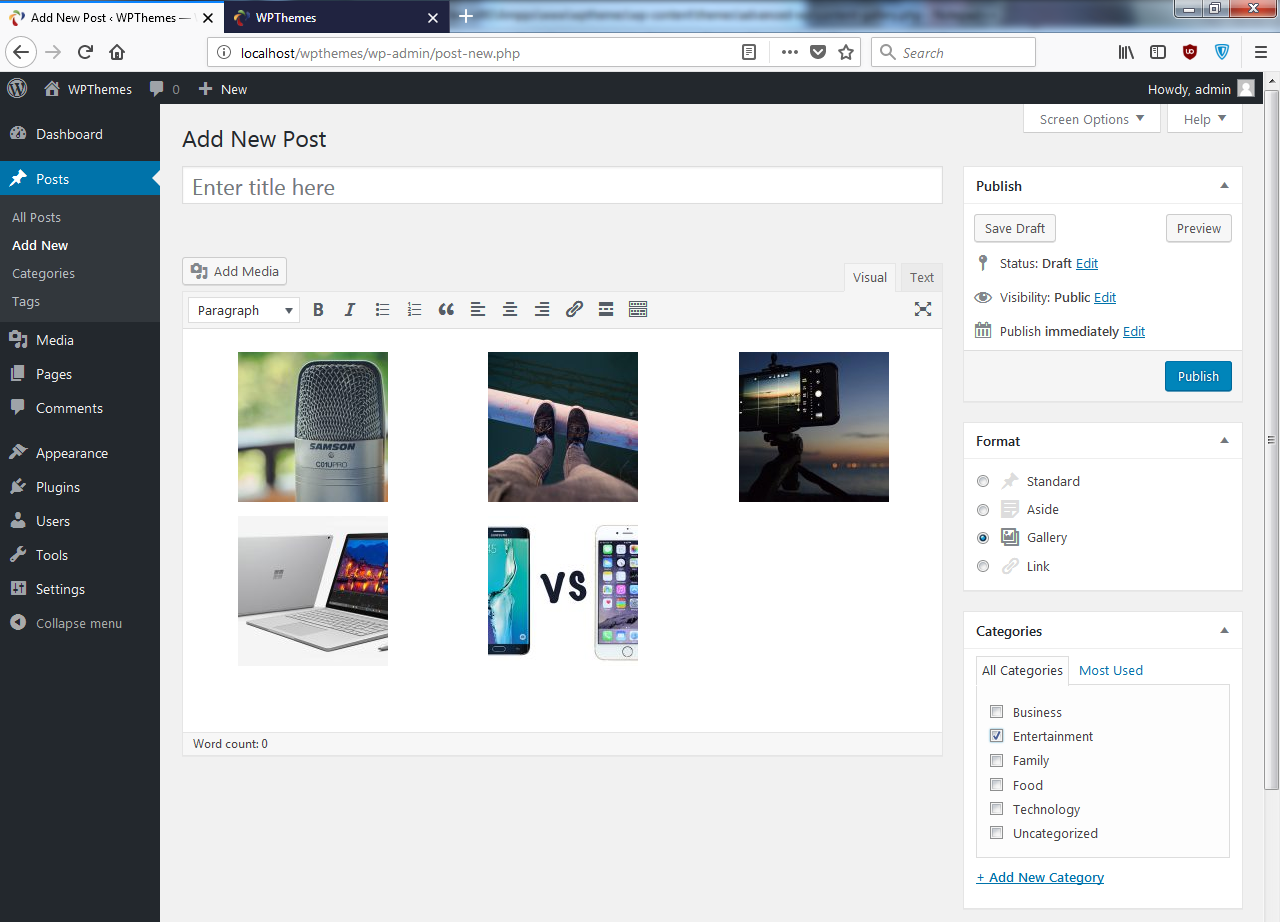 Add New Post ‹ WPThemes —
WPThemes
localhost/wpthemes/wp-admin/post-new.php
Search
WPThemes
0
New
Howdy, admin
Dashboard
Posts
All Posts
Add New
Categories
Tags
Media
Pages
Comments
Appearance
Plugins
Users
Tools
Settings
Collapse menu
Screen Options
Help
Add New Post
Enter title here
Add Media
Visual
Text
Paragraph
B
I
SAMSON
C01UPRO
SAMSUNG
VS
Word count: 0
Publish
Save Draft
Preview
Status: Draft Edit
Visibility: Public Edit
Publish immediately Edit
Publish
Format
Standard
Aside
Gallery
Link
Categories
All Categories
Most Used
Business
Entertainment
Family
Food
Technology
Uncategorized
+ Add New Category